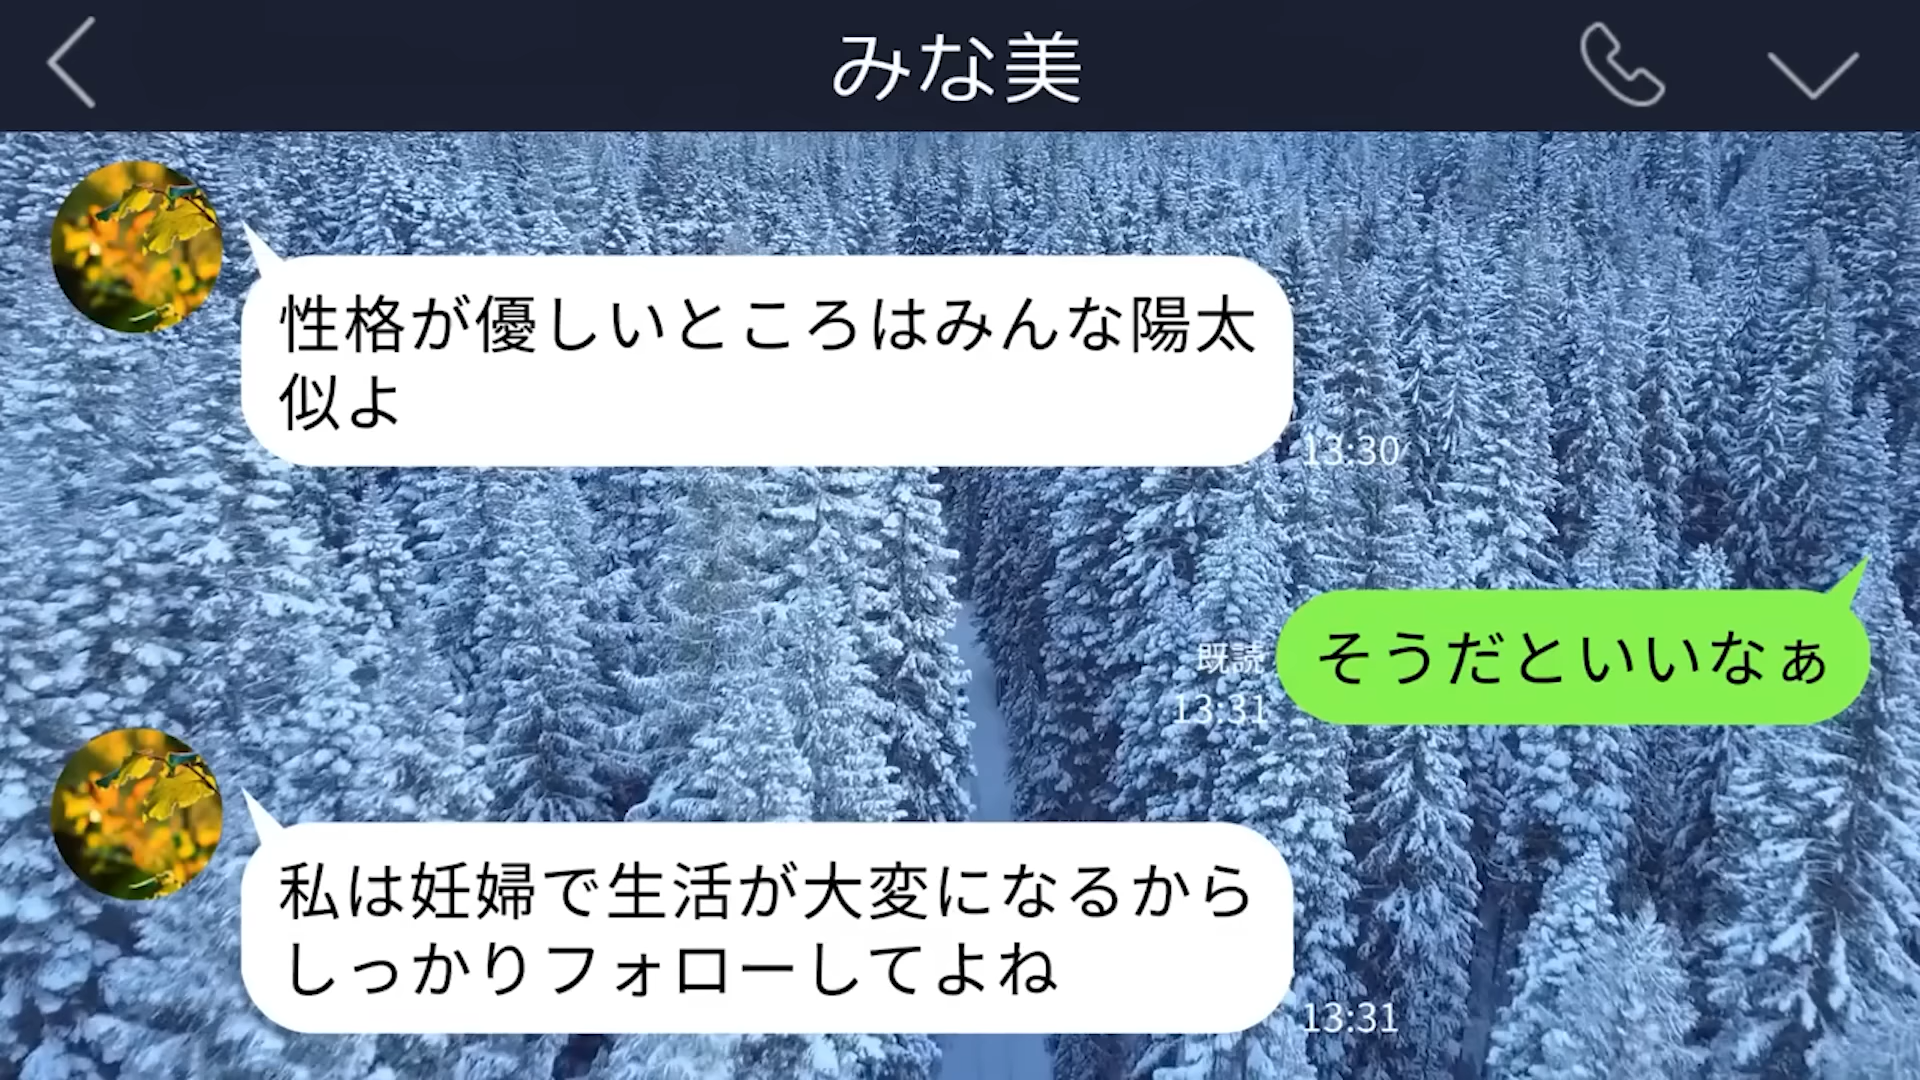 みな美
性格が優しいところはみんな陽太
似よ
13:30
そうだといいなぁ
既読
13:31
私は妊婦で生活が大変になるから
しっかりフォローしてよね
13:31